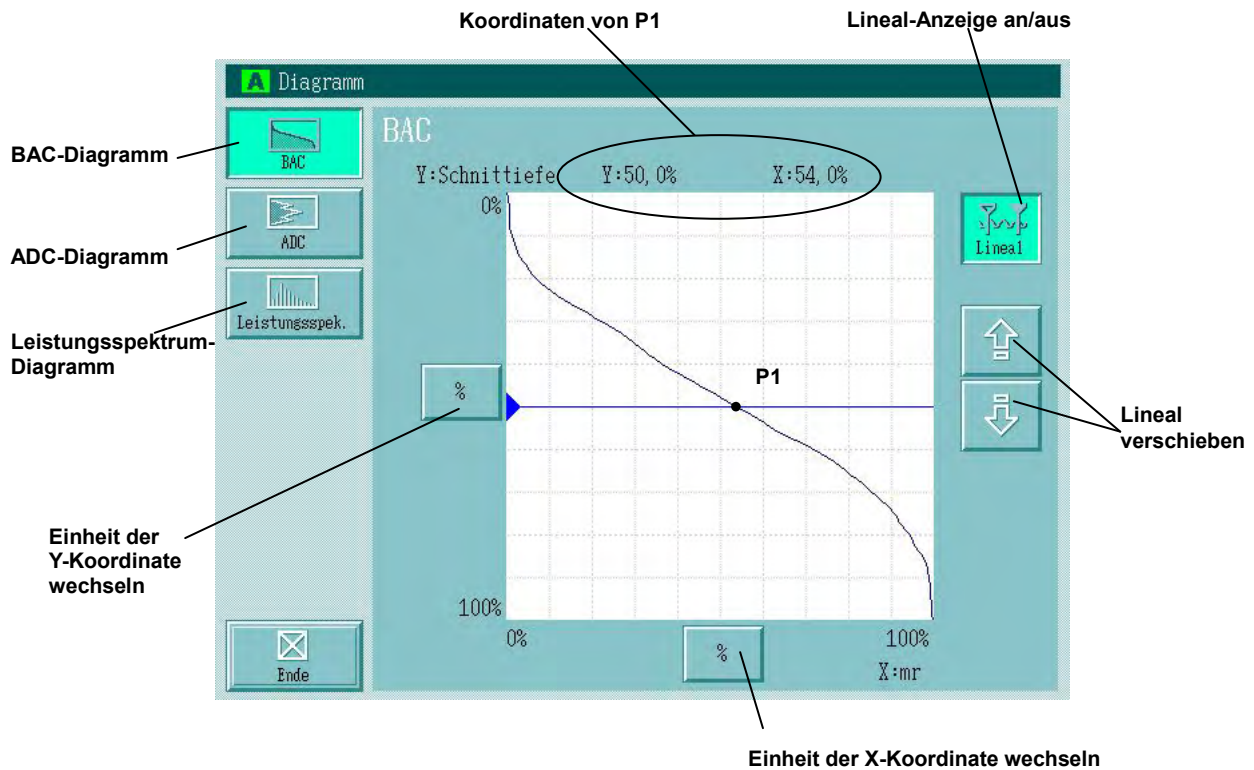 Koordinaten von P1
Lineal-Anzeige an/aus
A Diagramm
BAC-Diagramm
BAC
BAC
Y:Schnittiefe Y:50,0% X:54,0%
0%
ADC-Diagramm
ADC
Lineal
Leistungsspektrum-
Diagramm
Leistungsspek.
P1
%
Lineal
verschieben
Einheit der
Y-Koordinate
wechseln
100%
0%
%
100%
X:mr
Ende
Einheit der X-Koordinate wechseln